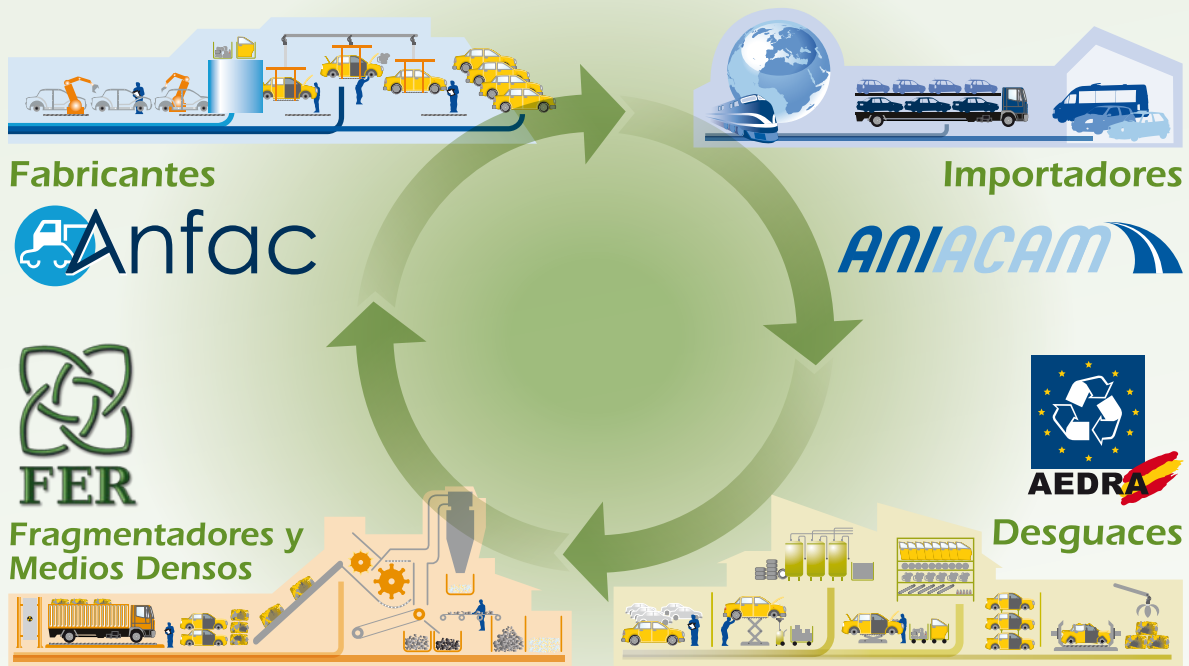 Fabricantes
Anfac
Importadores
ANIACAM
FER
Fragmentadores y
Medios Densos
AEDRA
Desguaces